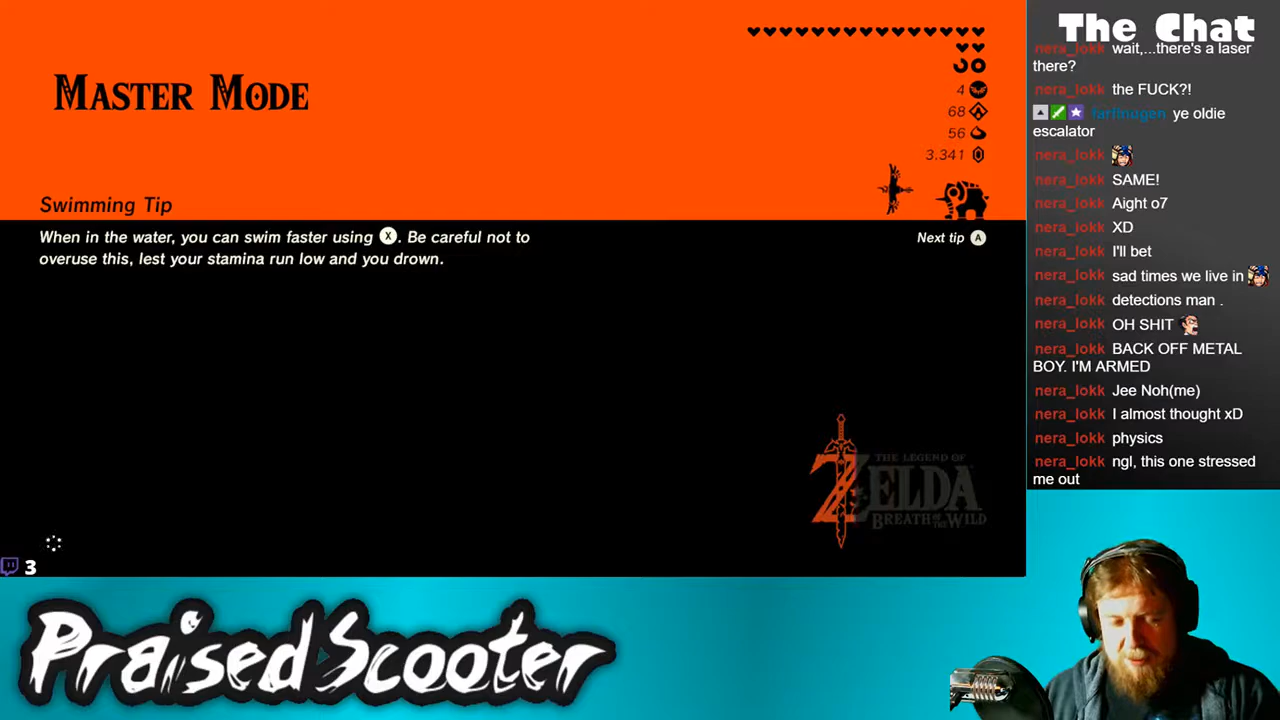 MASTER MODE
4
68
56
3.341
Swimming Tip
When in the water, you can swim faster using X. Be careful not to
overuse this, lest your stamina run low and you drown.
Next tip A
THE LEGEND OF
ZELDA
BREATH OF THE WILD
3
PraisedScooter
The Chat
nera_lokk wait,...there's a laser
there?
nera_lokk the FUCK?!
farfnugen ye oldie
escalator
nera_lokk
nera_lokk SAME!
nera_lokk Aight o7
nera_lokk XD
nera_lokk I'll bet
nera_lokk sad times we live in
nera_lokk detections man .
nera_lokk OH SHIT
nera_lokk BACK OFF METAL
BOY. I'M ARMED
nera_lokk Jee Noh(me)
nera_lokk I almost thought xD
nera_lokk physics
nera_lokk ngl, this one stressed
me out